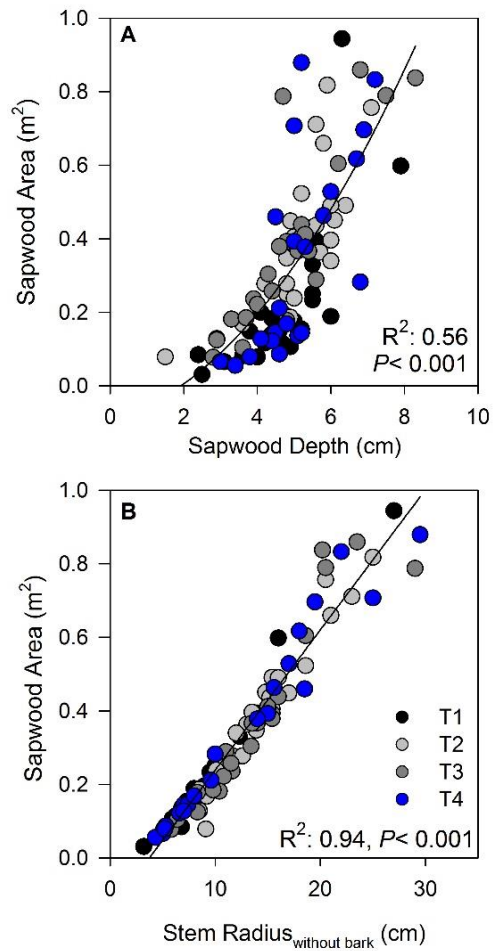 A
1.0
0.8
0.6
0.4
0.2
0.0
Sapwood Area (m²)
R²: 0.56
P< 0.001
0 2 4 6 8 10
Sapwood Depth (cm)
B
1.0
0.8
0.6
0.4
0.2
0.0
Sapwood Area (m²)
T1
T2
T3
T4
R²: 0.94, P< 0.001
0 10 20 30
Stem Radius without bark (cm)